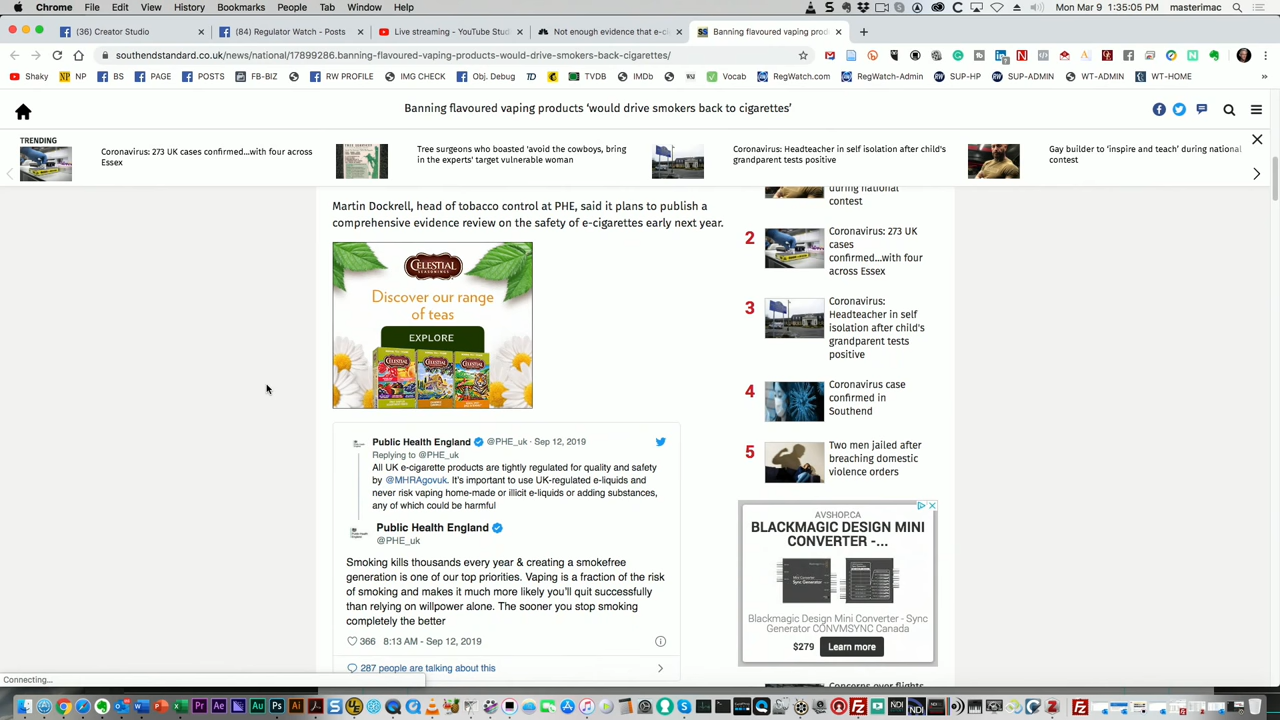 Chrome File Edit View History Bookmarks People Tab Window Help
Mon Mar 9 1:35:05 PM masterimac
(36) Creator Studio
(84) Regulator Watch - Posts
Live streaming - YouTube Stud
Not enough evidence that e-ci
Banning flavoured vaping prod
southendstandard.co.uk/news/national/17899286.banning-flavoured-vaping-products-would-drive-smokers-back-cigarettes/
Shaky NP BS PAGE POSTS FB-BIZ RW PROFILE IMG CHECK Obj. Debug TVDB IMDb Vocab RegWatch.com RegWatch-Admin SUP-HP SUP-ADMIN WT-ADMIN WT-HOME
Banning flavoured vaping products ‘would drive smokers back to cigarettes’
TRENDING
Coronavirus: 273 UK cases confirmed...with four across
Essex
Tree surgeons who boasted 'avoid the cowboys, bring
in the experts' target vulnerable woman
Coronavirus: Headteacher in self isolation after child's
grandparent tests positive
Gay builder to 'inspire and teach' during national
contest
Martin Dockrell, head of tobacco control at PHE, said it plans to publish a
comprehensive evidence review on the safety of e-cigarettes early next year.
CELESTIAL
SEASONINGS
Discover our range
of teas
EXPLORE
Public Health England @PHE_uk · Sep 12, 2019
Replying to @PHE_uk
All UK e-cigarette products are tightly regulated for quality and safety
by @MHRAgovuk. It's important to use UK-regulated e-liquids and
never risk vaping home-made or illicit e-liquids or adding substances,
any of which could be harmful
Public Health England
@PHE_uk
Smoking kills thousands every year & creating a smokefree
generation is one of our top priorities. Vaping is a fraction of the risk
of smoking and makes it much more likely you'll quit successfully
than relying on willpower alone. The sooner you stop smoking
completely the better
366 8:13 AM - Sep 12, 2019
287 people are talking about this
during national
contest
2
Coronavirus: 273 UK
cases
confirmed...with four
across Essex
3
Coronavirus:
Headteacher in self
isolation after child's
grandparent tests
positive
4
Coronavirus case
confirmed in
Southend
5
Two men jailed after
breaching domestic
violence orders
AVSHOP.CA
BLACKMAGIC DESIGN MINI
CONVERTER -...
Mini Converter
Sync Generator
Blackmagic Design Mini Converter - Sync
Generator CONVMSYNC Canada
$279 Learn more
Concerns over flights
Connecting...